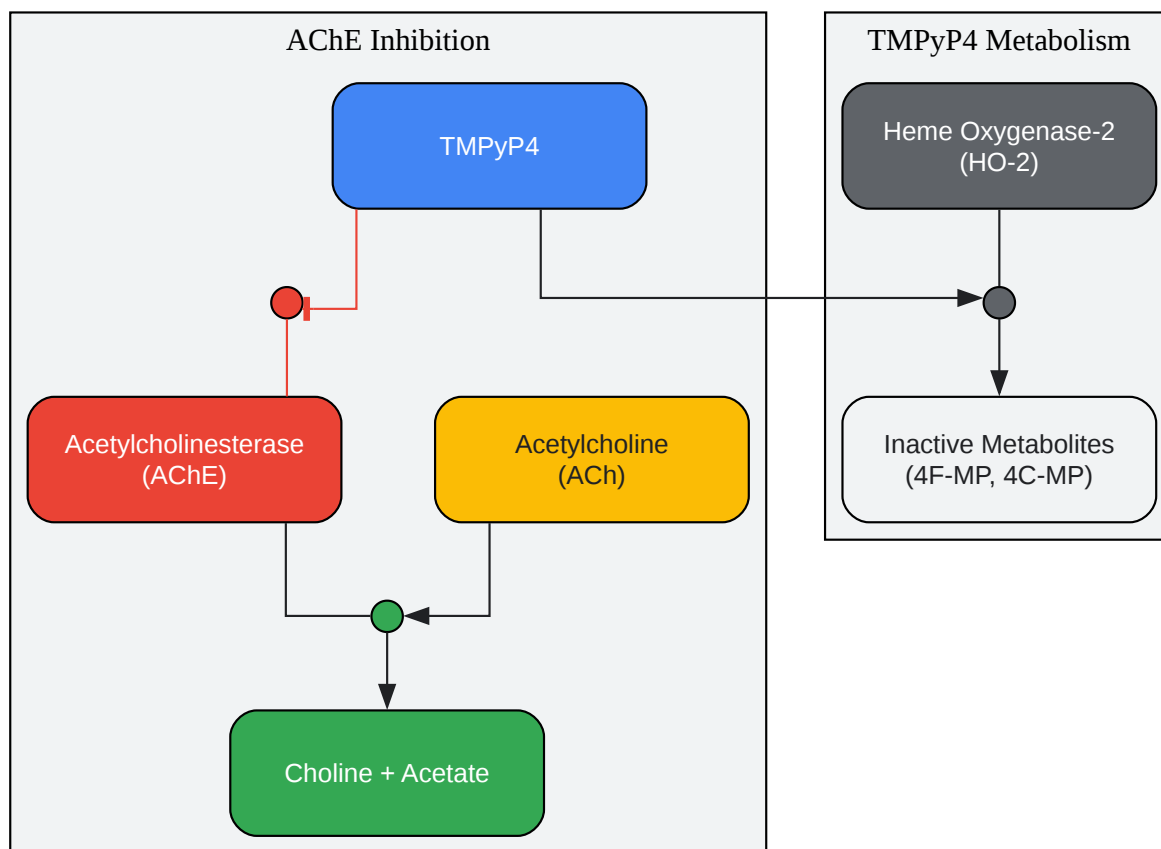 AChE Inhibition
TMPyP4 Metabolism
TMPyP4
Heme Oxygenase-2
(HO-2)
Acetylcholinesterase
(AChE)
Acetylcholine
(ACh)
Inactive Metabolites
(4F-MP, 4C-MP)
Choline + Acetate